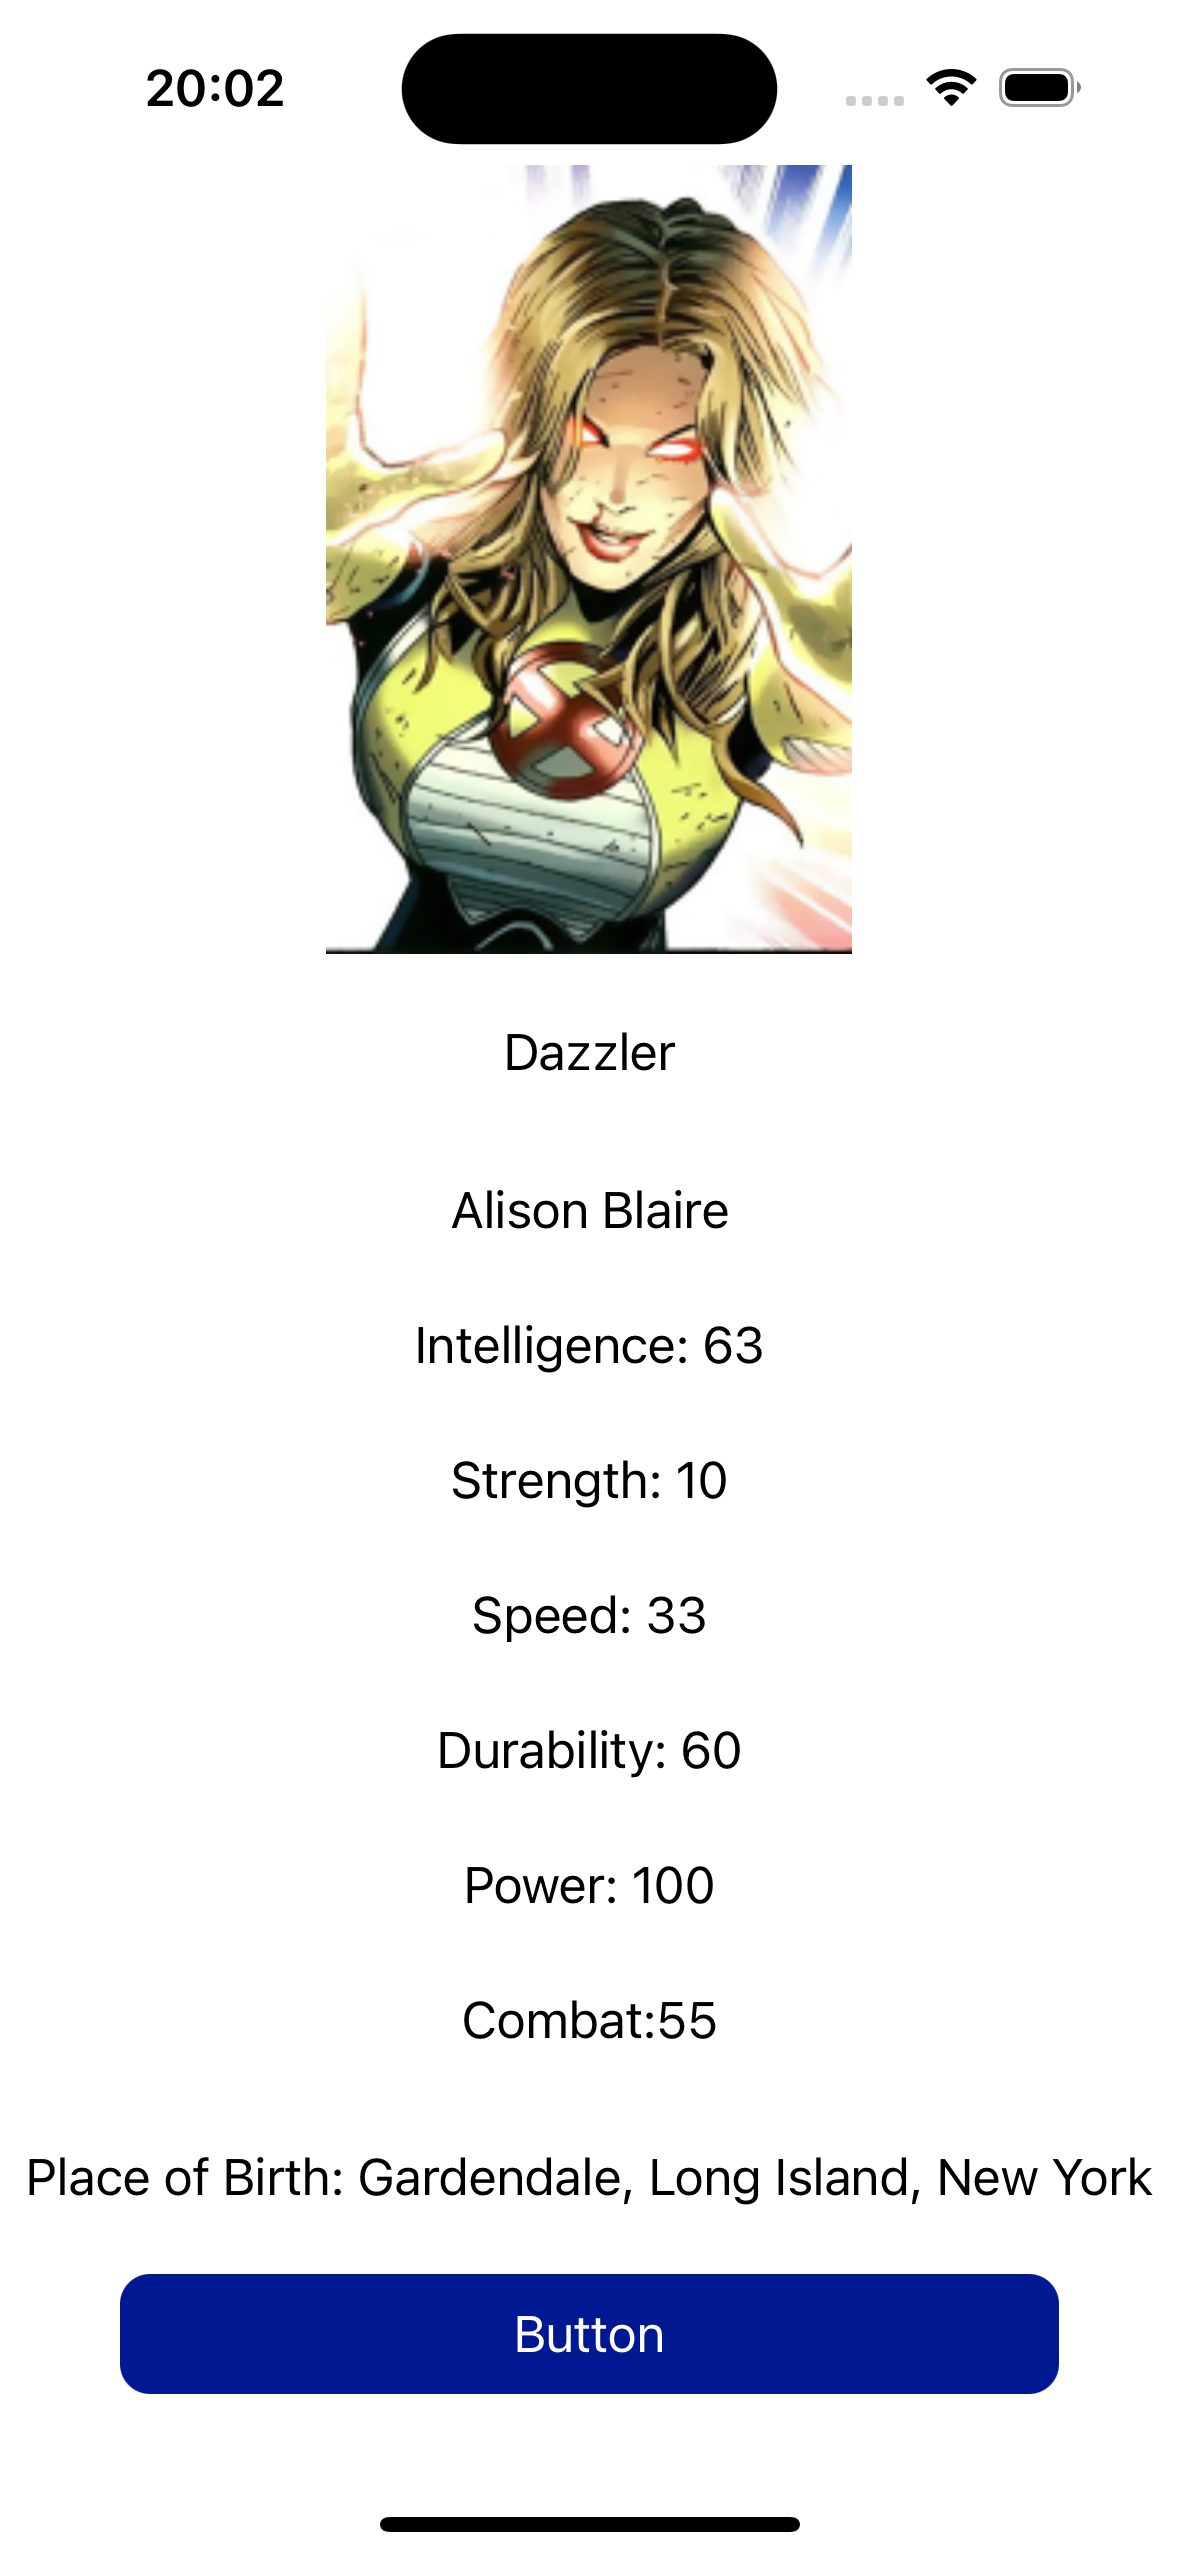 20:02
Dazzler
Alison Blaire
Intelligence: 63
Strength: 10
Speed: 33
Durability: 60
Power: 100
Combat:55
Place of Birth: Gardendale, Long Island, New York
Button